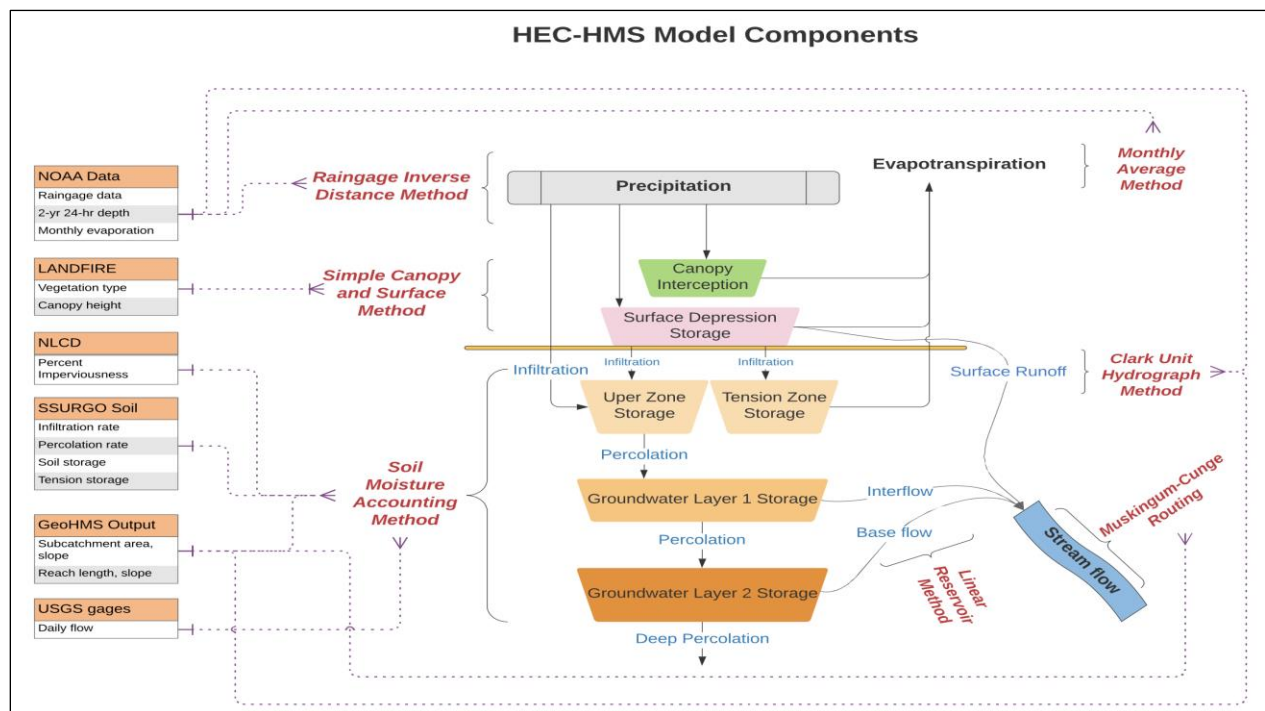 HEC-HMS Model Components
NOAA Data
Raingage data
2-yr 24-hr depth
Monthly evaporation
LANDFIRE
Vegetation type
Canopy height
NLCD
Percent
Imperviousness
SSURGO Soil
Infiltration rate
Percolation rate
Soil storage
Tension storage
GeoHMS Output
Subcatchment area,
slope
Reach length, slope
USGS gages
Daily flow
Raingage Inverse
Distance Method
Simple Canopy
and Surface
Method
Soil
Moisture
Accounting
Method
Precipitation
Evapotranspiration
Monthly
Average
Method
Canopy
Interception
Surface Depression
Storage
Infiltration
Infiltration
Infiltration
Surface Runoff
Clark Unit
Hydrograph
Method
Uper Zone
Storage
Tension Zone
Storage
Percolation
Groundwater Layer 1 Storage
Interflow
Percolation
Base flow
Groundwater Layer 2 Storage
Deep Percolation
Linear
Reservoir
Method
Stream flow
Muskingum-Cunge
Routing